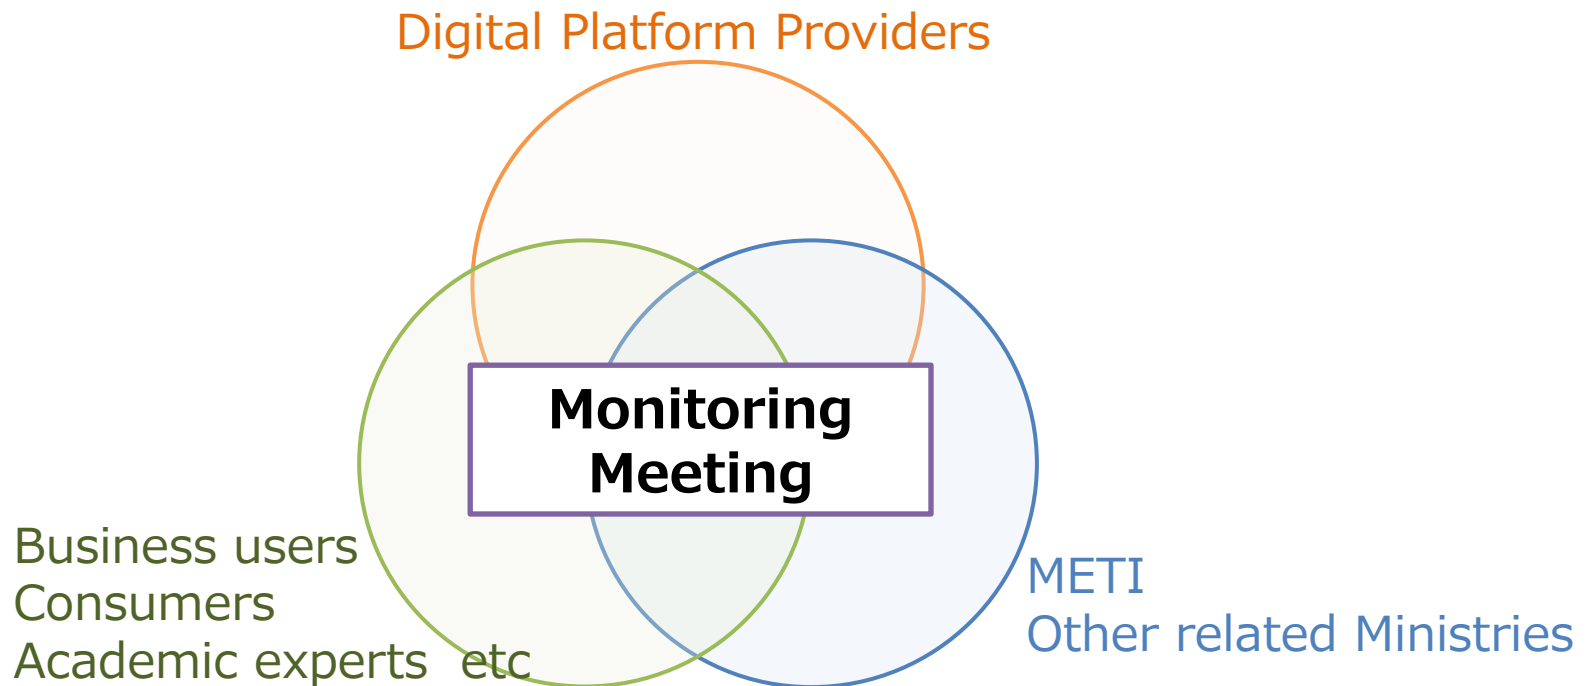 Digital Platform Providers
Monitoring
Meeting
Business users
Consumers
Academic experts  etc
METI
Other related Ministries